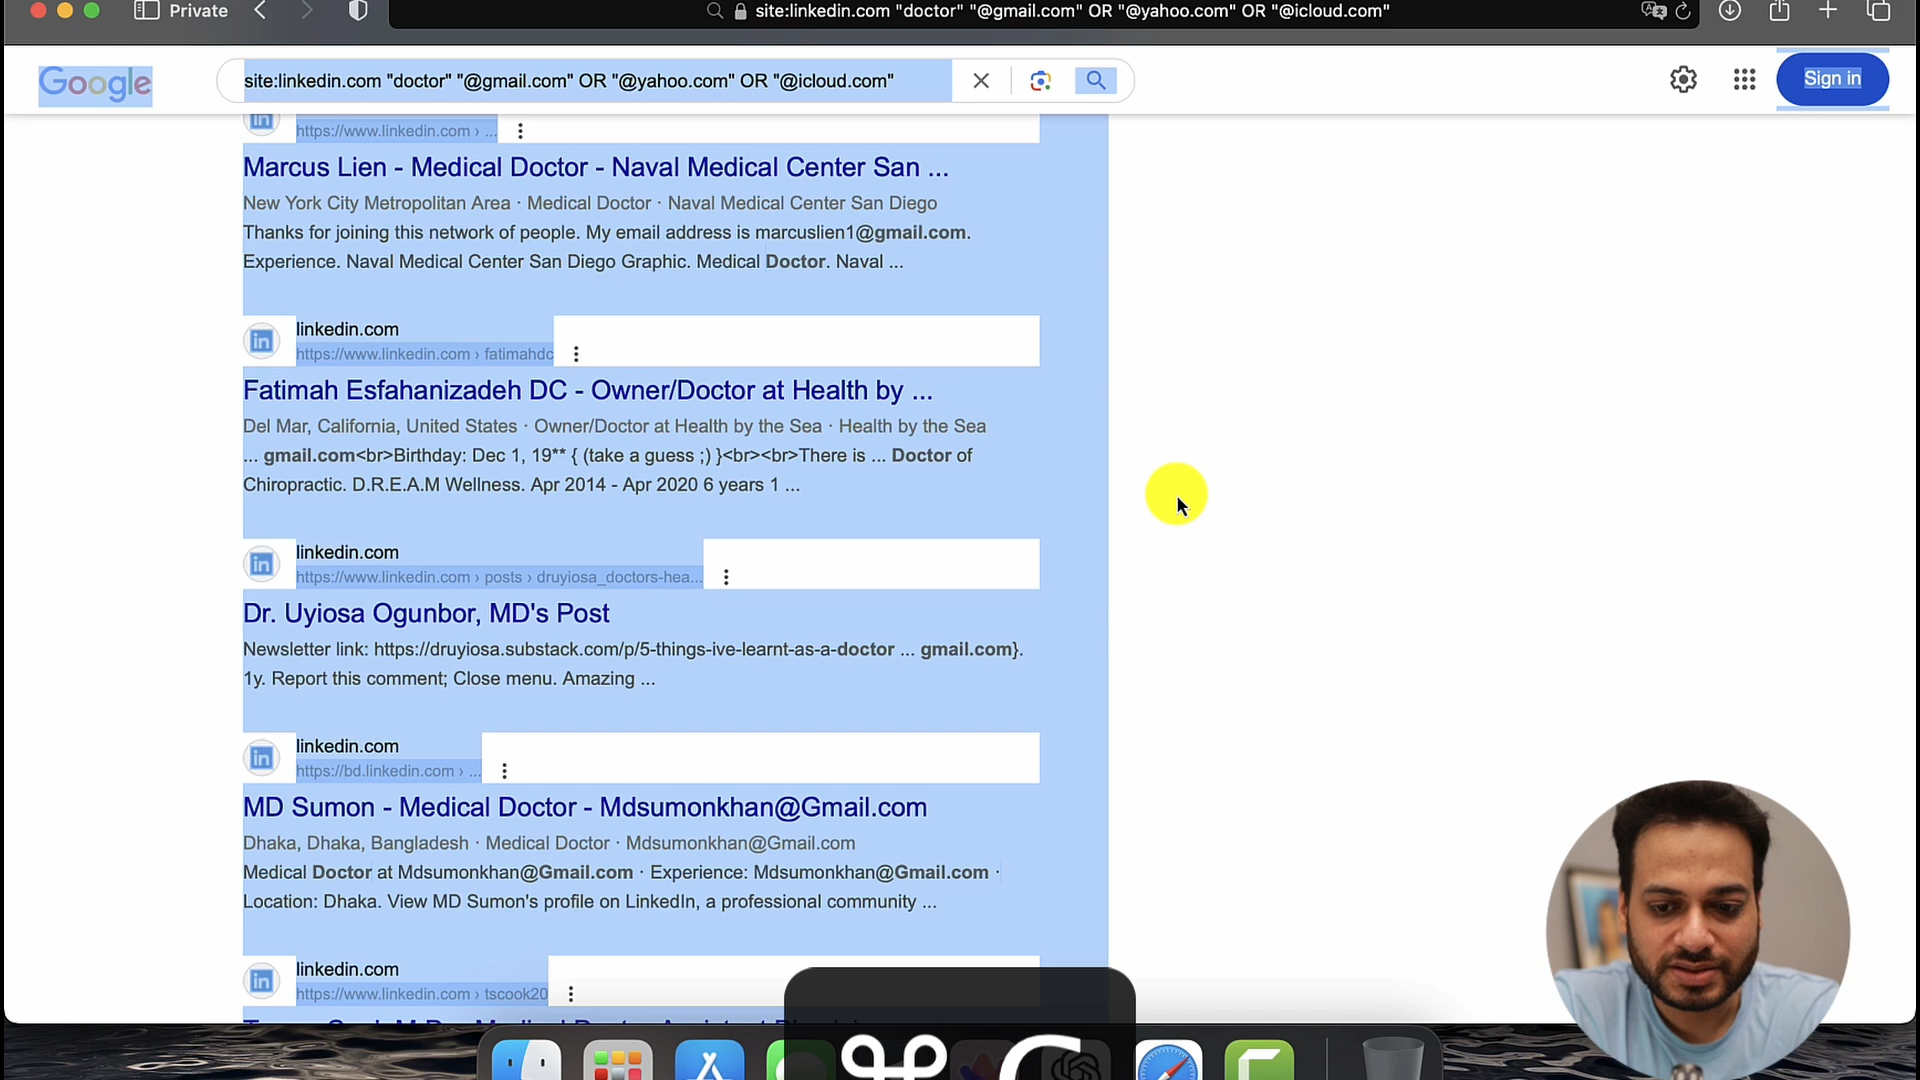 Private
site:linkedin.com "doctor" "@gmail.com" OR "@yahoo.com" OR "@icloud.com"
Google
site:linkedin.com "doctor" "@gmail.com" OR "@yahoo.com" OR "@icloud.com"
Sign in
https://www.linkedin.com › ...
Marcus Lien - Medical Doctor - Naval Medical Center San ...
New York City Metropolitan Area · Medical Doctor · Naval Medical Center San Diego
Thanks for joining this network of people. My email address is marcuslien1@gmail.com.
Experience. Naval Medical Center San Diego Graphic. Medical Doctor. Naval ...
linkedin.com
https://www.linkedin.com › fatimahdc
Fatimah Esfahanizadeh DC - Owner/Doctor at Health by ...
Del Mar, California, United States · Owner/Doctor at Health by the Sea · Health by the Sea
... gmail.com<br>Birthday: Dec 1, 19** { (take a guess ;) }<br><br>There is ... Doctor of
Chiropractic. D.R.E.A.M Wellness. Apr 2014 - Apr 2020 6 years 1 ...
linkedin.com
https://www.linkedin.com › posts › druyiosa_doctors-hea...
Dr. Uyiosa Ogunbor, MD's Post
Newsletter link: https://druyiosa.substack.com/p/5-things-ive-learnt-as-a-doctor ... gmail.com}.
1y. Report this comment; Close menu. Amazing ...
linkedin.com
https://bd.linkedin.com › ...
MD Sumon - Medical Doctor - Mdsumonkhan@Gmail.com
Dhaka, Dhaka, Bangladesh · Medical Doctor · Mdsumonkhan@Gmail.com
Medical Doctor at Mdsumonkhan@Gmail.com · Experience: Mdsumonkhan@Gmail.com ·
Location: Dhaka. View MD Sumon's profile on LinkedIn, a professional community ...
linkedin.com
https://www.linkedin.com › tscook20
⌘ C